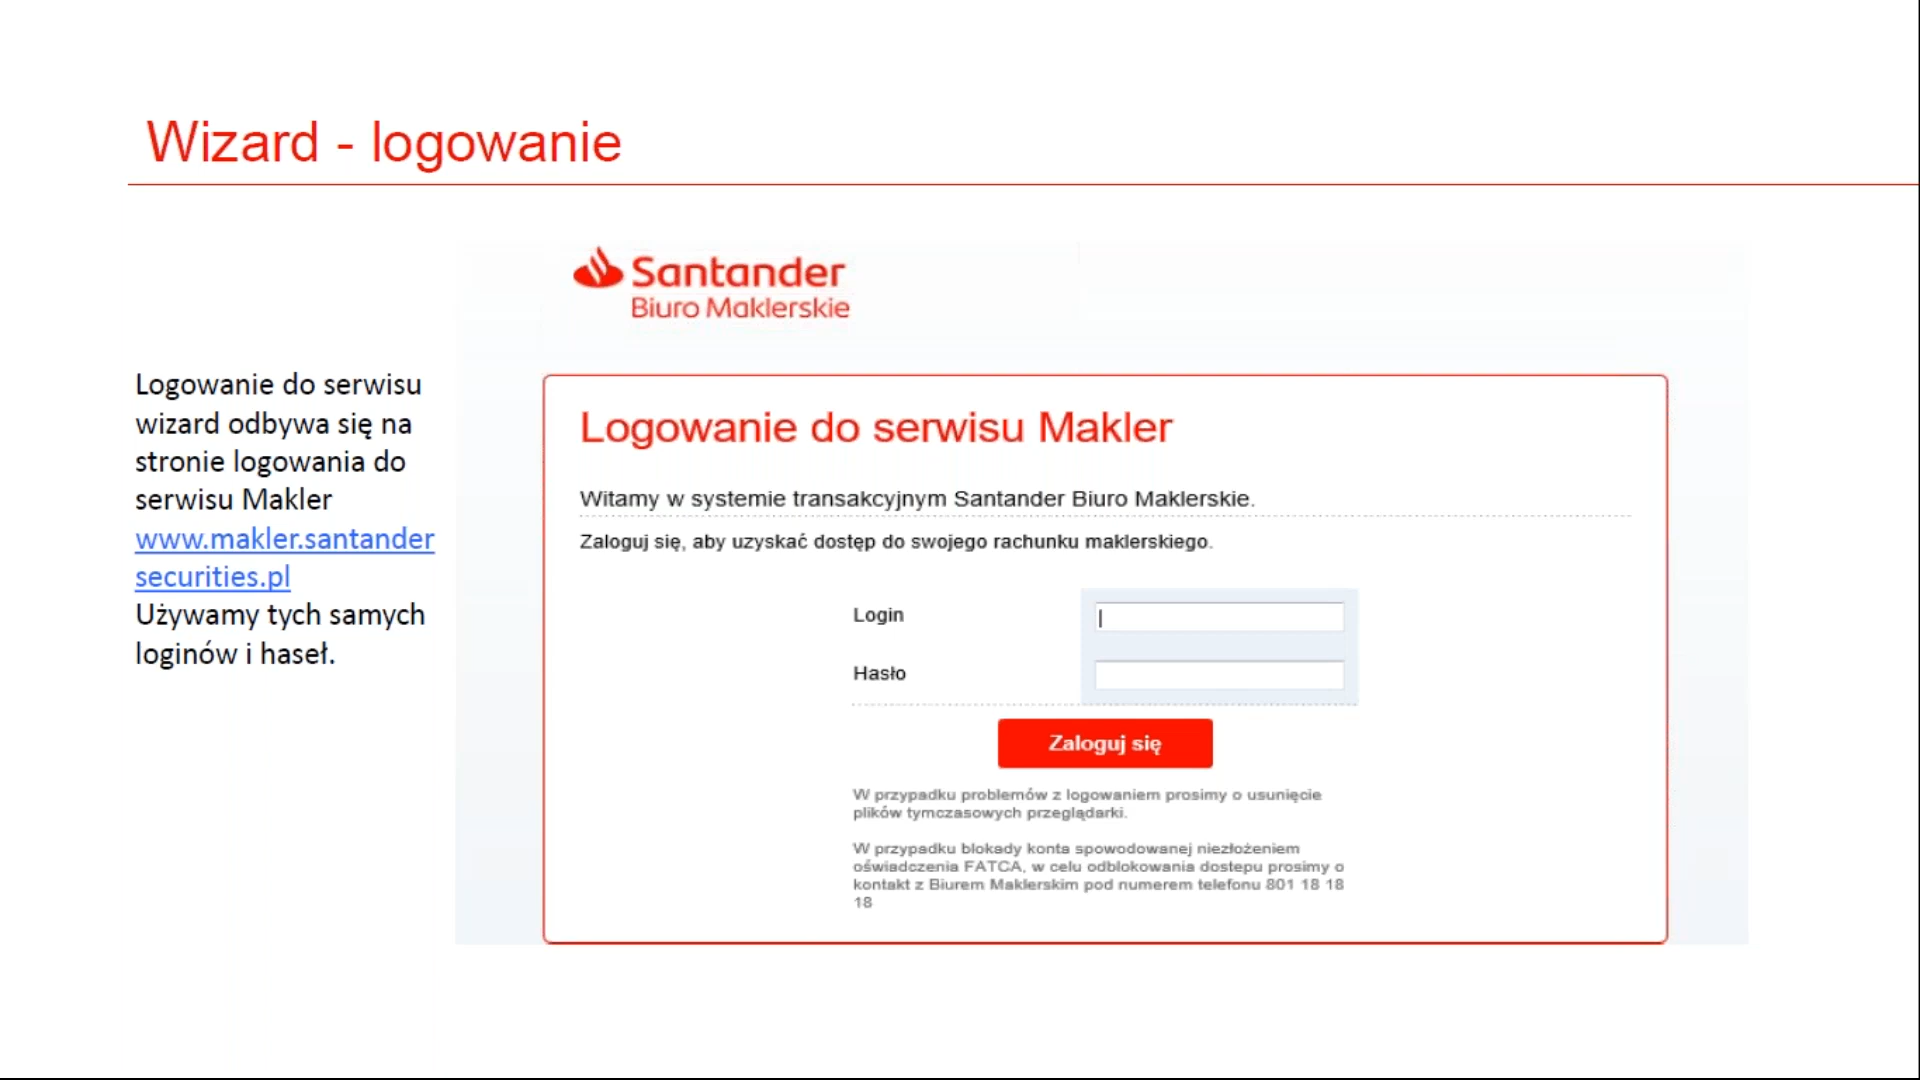 Wizard - logowanie
Santander
Biuro Maklerskie
Logowanie do serwisu
wizard odbywa się na
stronie logowania do
serwisu Makler
www.makler.santander
securities.pl
Używamy tych samych
loginów i haseł.
Logowanie do serwisu Makler
Witamy w systemie transakcyjnym Santander Biuro Maklerskie.
Zaloguj się, aby uzyskać dostęp do swojego rachunku maklerskiego.
Login
Hasło
Zaloguj się
W przypadku problemów z logowaniem prosimy o usunięcie
plików tymczasowych przeglądarki.
W przypadku blokady konta spowodowanej niezłożeniem
oświadczenia FATCA, w celu odblokowania dostepu prosimy o
kontakt z Biurem Maklerskim pod numerem telefonu 801 18 18
18